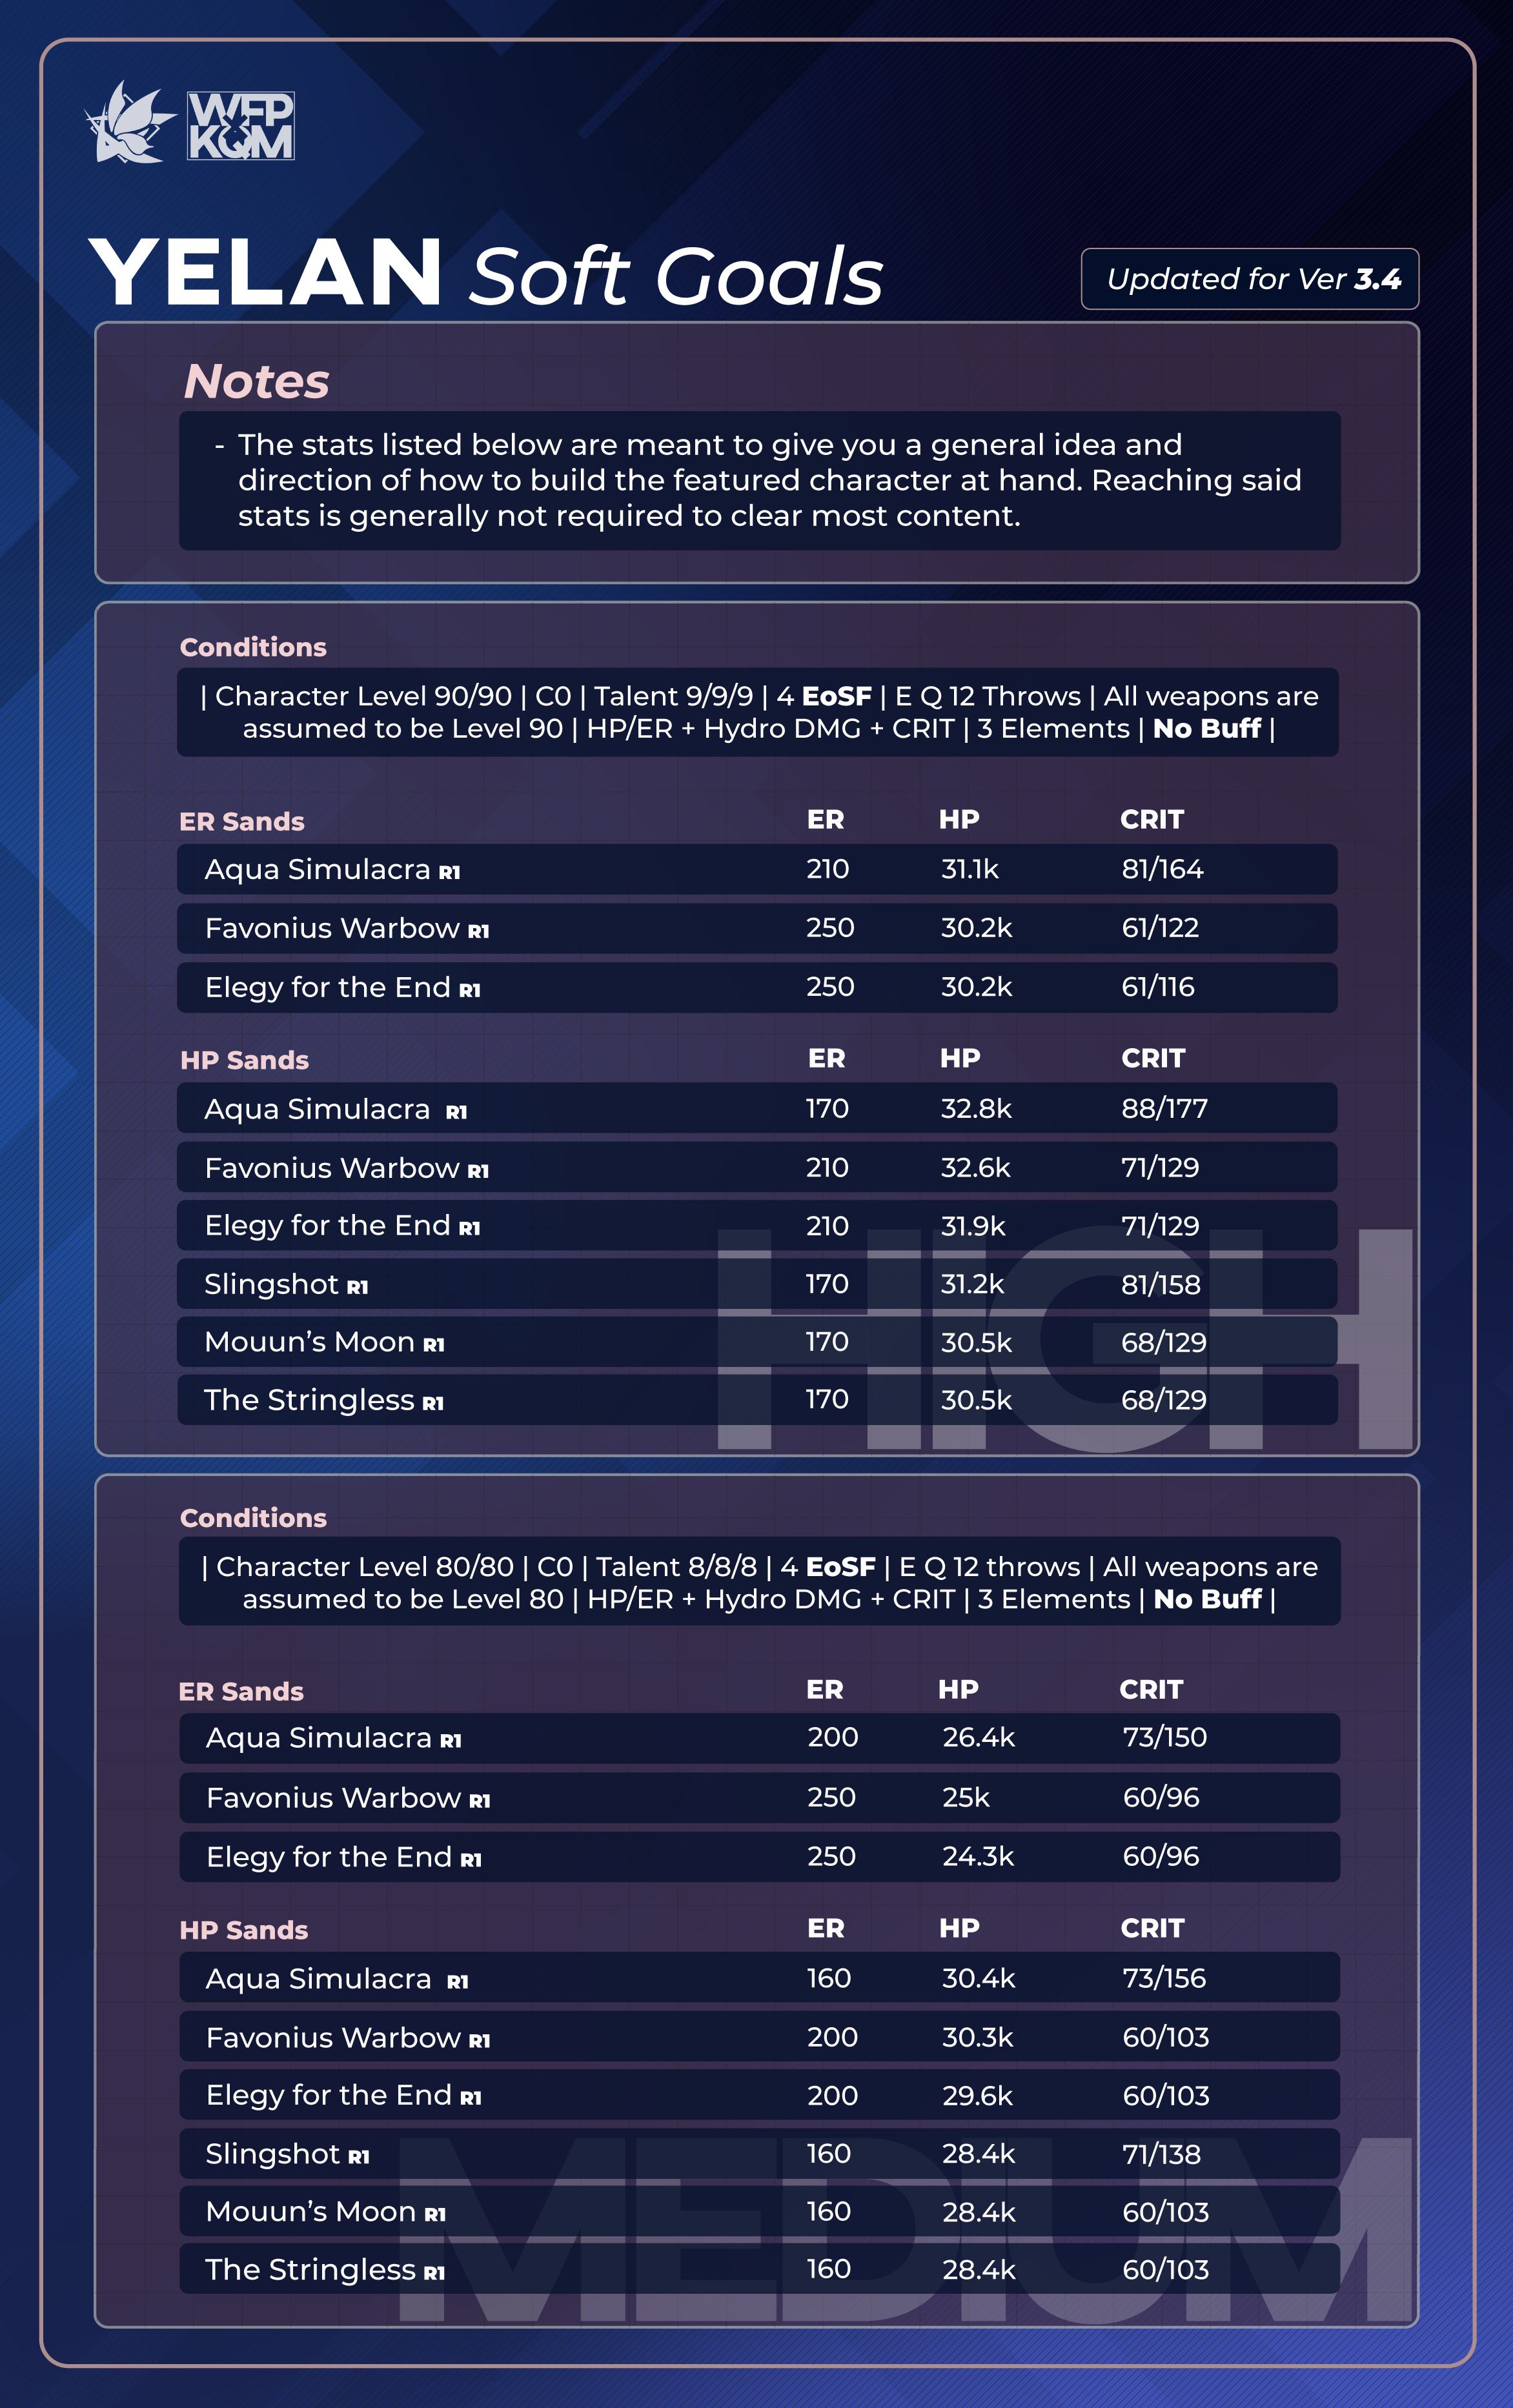 WFP
K&QM
YELAN Soft Goals
Updated for Ver 3.4
Notes
- The stats listed below are meant to give you a general idea and
direction of how to build the featured character at hand. Reaching said
stats is generally not required to clear most content.
Conditions
| Character Level 90/90 | C0 | Talent 9/9/9 | 4 EoSF | E Q 12 Throws | All weapons are
assumed to be Level 90 | HP/ER + Hydro DMG + CRIT | 3 Elements | No Buff |
ER Sands ER HP CRIT
Aqua Simulacra R1 210 31.1k 81/164
Favonius Warbow R1 250 30.2k 61/122
Elegy for the End R1 250 30.2k 61/116
HP Sands ER HP CRIT
Aqua Simulacra R1 170 32.8k 88/177
Favonius Warbow R1 210 32.6k 71/129
Elegy for the End R1 210 31.9k 71/129
Slingshot R1 170 31.2k 81/158
Mouun's Moon R1 170 30.5k 68/129
The Stringless R1 170 30.5k 68/129
HIGH
Conditions
| Character Level 80/80 | C0 | Talent 8/8/8 | 4 EoSF | E Q 12 throws | All weapons are
assumed to be Level 80 | HP/ER + Hydro DMG + CRIT | 3 Elements | No Buff |
ER Sands ER HP CRIT
Aqua Simulacra R1 200 26.4k 73/150
Favonius Warbow R1 250 25k 60/96
Elegy for the End R1 250 24.3k 60/96
HP Sands ER HP CRIT
Aqua Simulacra R1 160 30.4k 73/156
Favonius Warbow R1 200 30.3k 60/103
Elegy for the End R1 200 29.6k 60/103
Slingshot R1 160 28.4k 71/138
Mouun's Moon R1 160 28.4k 60/103
The Stringless R1 160 28.4k 60/103
MEDIUM